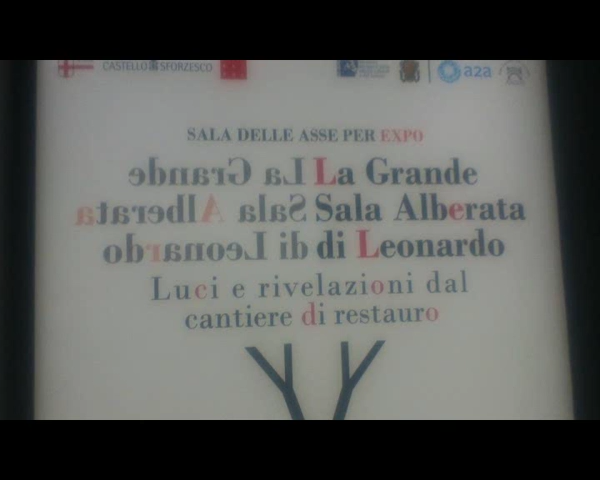 CASTELLO SFORZESCO
a2a
SALA DELLE ASSE PER EXPO
La Grande La Grande
Sala Alberata Sala Alberata
di Leonardo di Leonardo
Luci e rivelazioni dal
cantiere di restauro